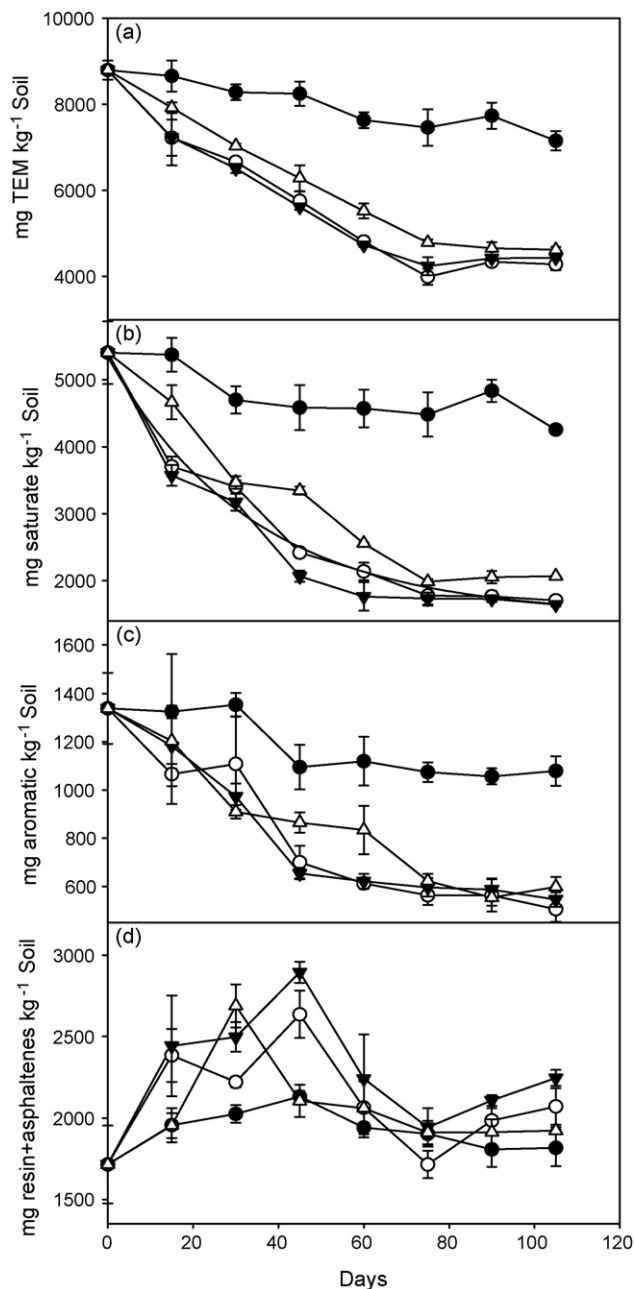 (a)
10000
8000
6000
4000
mg TEM kg-1 Soil
(b)
5000
4000
3000
2000
mg saturate kg-1 Soil
(c)
1600
1400
1200
1000
800
600
mg aromatic kg-1 Soil
(d)
3000
2500
2000
1500
mg resin+asphaltenes kg-1 Soil
0 20 40 60 80 100 120
Days